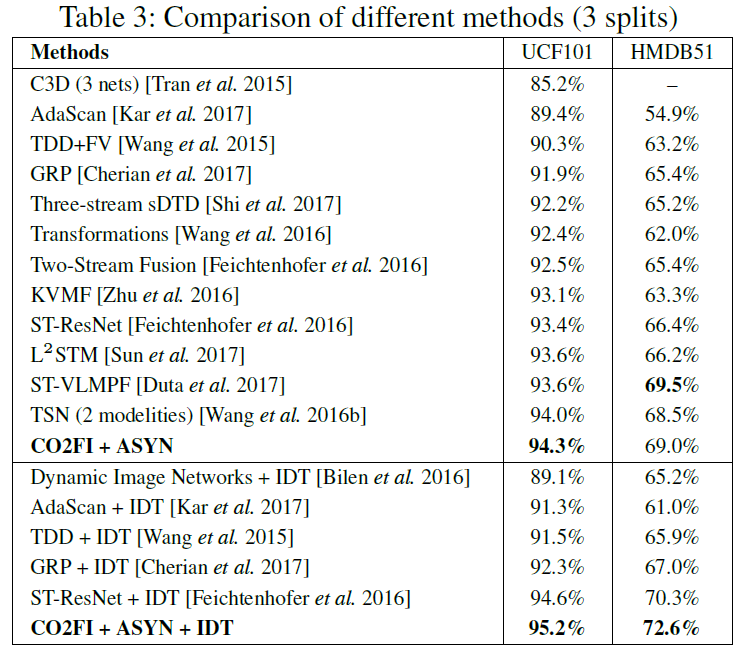 Table 3: Comparison of different methods (3 splits)
Methods UCF101 HMDB51
C3D (3 nets) [Tran et al. 2015] 85.2% –
AdaScan [Kar et al. 2017] 89.4% 54.9%
TDD+FV [Wang et al. 2015] 90.3% 63.2%
GRP [Cherian et al. 2017] 91.9% 65.4%
Three-stream sDTD [Shi et al. 2017] 92.2% 65.2%
Transformations [Wang et al. 2016] 92.4% 62.0%
Two-Stream Fusion [Feichtenhofer et al. 2016] 92.5% 65.4%
KVMF [Zhu et al. 2016] 93.1% 63.3%
ST-ResNet [Feichtenhofer et al. 2016] 93.4% 66.4%
L²STM [Sun et al. 2017] 93.6% 66.2%
ST-VLMPF [Duta et al. 2017] 93.6% 69.5%
TSN (2 modelities) [Wang et al. 2016b] 94.0% 68.5%
CO2FI + ASYN 94.3% 69.0%
Dynamic Image Networks + IDT [Bilen et al. 2016] 89.1% 65.2%
AdaScan + IDT [Kar et al. 2017] 91.3% 61.0%
TDD + IDT [Wang et al. 2015] 91.5% 65.9%
GRP + IDT [Cherian et al. 2017] 92.3% 67.0%
ST-ResNet + IDT [Feichtenhofer et al. 2016] 94.6% 70.3%
CO2FI + ASYN + IDT 95.2% 72.6%